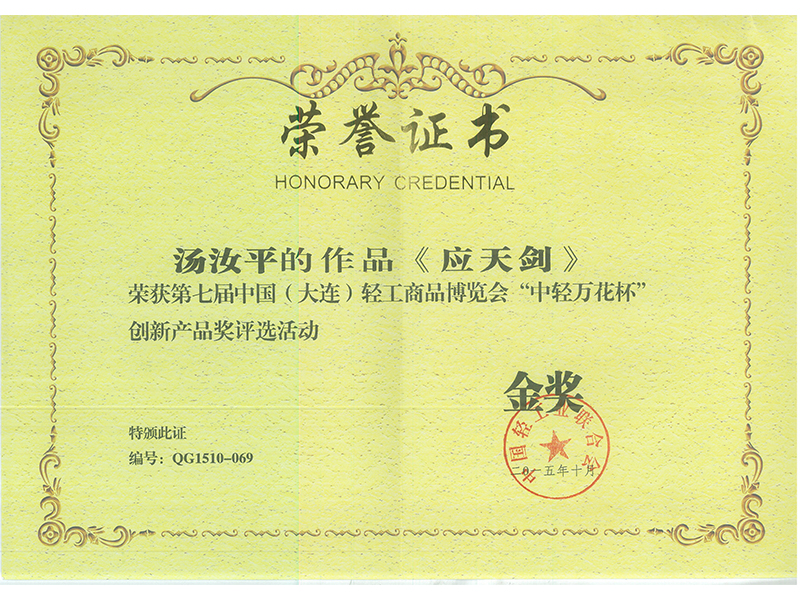 荣誉证书
HONORARY CREDENTIAL
汤汝平的作品《应天剑》
荣获第七届中国（大连）轻工商品博览会“中轻万花杯”
创新产品奖评选活动
金奖
特颁此证
编号：QG1510-069
中国轻工业联合会
二〇一五年十月